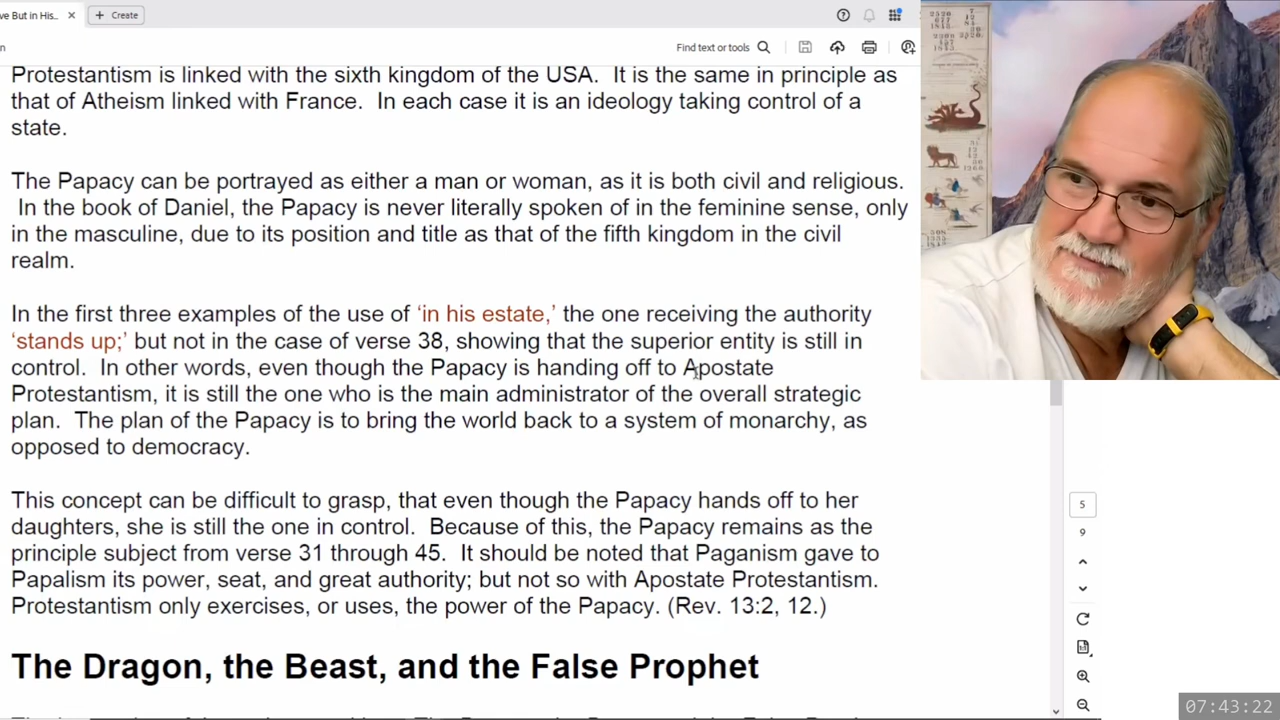 ve But in His..
Create
n
Find text or tools
Protestantism is linked with the sixth kingdom of the USA. It is the same in principle as
that of Atheism linked with France. In each case it is an ideology taking control of a
state.
The Papacy can be portrayed as either a man or woman, as it is both civil and religious.
In the book of Daniel, the Papacy is never literally spoken of in the feminine sense, only
in the masculine, due to its position and title as that of the fifth kingdom in the civil
realm.
In the first three examples of the use of ‘in his estate,’ the one receiving the authority
‘stands up;’ but not in the case of verse 38, showing that the superior entity is still in
control. In other words, even though the Papacy is handing off to Apostate
Protestantism, it is still the one who is the main administrator of the overall strategic
plan. The plan of the Papacy is to bring the world back to a system of monarchy, as
opposed to democracy.
This concept can be difficult to grasp, that even though the Papacy hands off to her
daughters, she is still the one in control. Because of this, the Papacy remains as the
principle subject from verse 31 through 45. It should be noted that Paganism gave to
Papalism its power, seat, and great authority; but not so with Apostate Protestantism.
Protestantism only exercises, or uses, the power of the Papacy. (Rev. 13:2, 12.)
The Dragon, the Beast, and the False Prophet
5
9
07:43:22